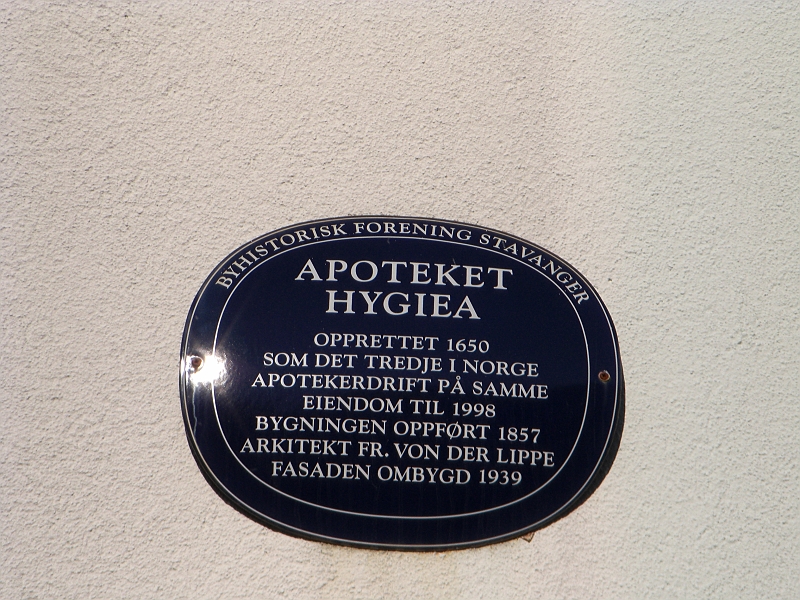 BYHISTORISK FORENING STAVANGER
APOTEKET
HYGIEA
OPPRETTET 1650
SOM DET TREDJE I NORGE
APOTEKERDRIFT PÅ SAMME
EIENDOM TIL 1998
BYGNINGEN OPPFØRT 1857
ARKITEKT FR. VON DER LIPPE
FASADEN OMBYGD 1939